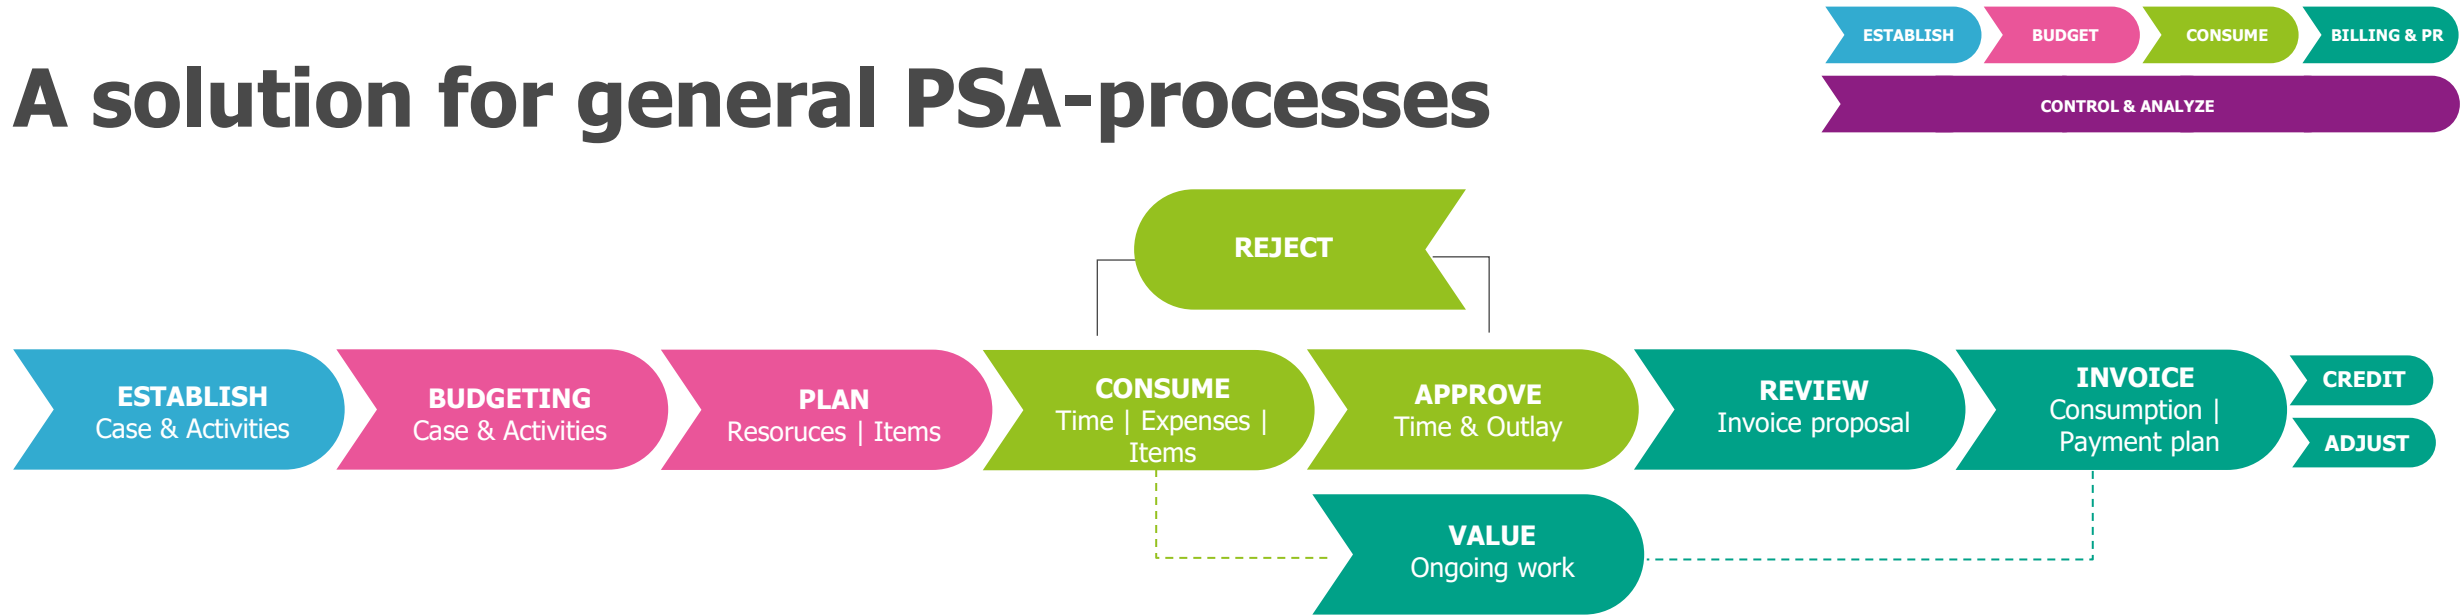 A solution for general PSA-processes
ESTABLISH
BUDGET
CONSUME
BILLING & PR
CONTROL & ANALYZE
REJECT
ESTABLISH
Case & Activities
BUDGETING
Case & Activities
PLAN
Resoruces | Items
CONSUME
Time | Expenses |
Items
APPROVE
Time & Outlay
REVIEW
Invoice proposal
INVOICE
Consumption |
Payment plan
CREDIT
ADJUST
VALUE
Ongoing work